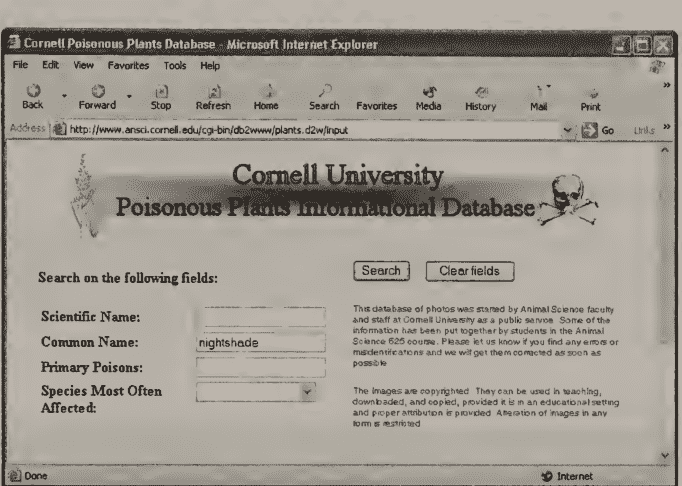 Cornell Poisonous Plants Database - Microsoft Internet Explorer
File Edit View Favorites Tools Help
Back Forward Stop Refresh Home Search Favorites Media History Mail Print
Address http://www.ansci.cornell.edu/cgi-bin/db2www/plants.d2w/input Go Links
Cornell University
Poisonous Plants Informational Database
Search on the following fields:
Search Clear fields
Scientific Name:
Common Name: nightshade
Primary Poisons:
Species Most Often
Affected:
This database of photos was started by Animal Science faculty
and staff at Cornell University as a public service. Some of the
information has been put together by students in the Animal
Science 625 course. Please let us know if you find any errors or
misidentifications and we will get them corrected as soon as
possible
The images are copyrighted. They can be used in teaching,
downloaded, and copied, provided it is in an educational setting
and proper attribution is provided. Alteration of images in any
form is restricted
Done Internet